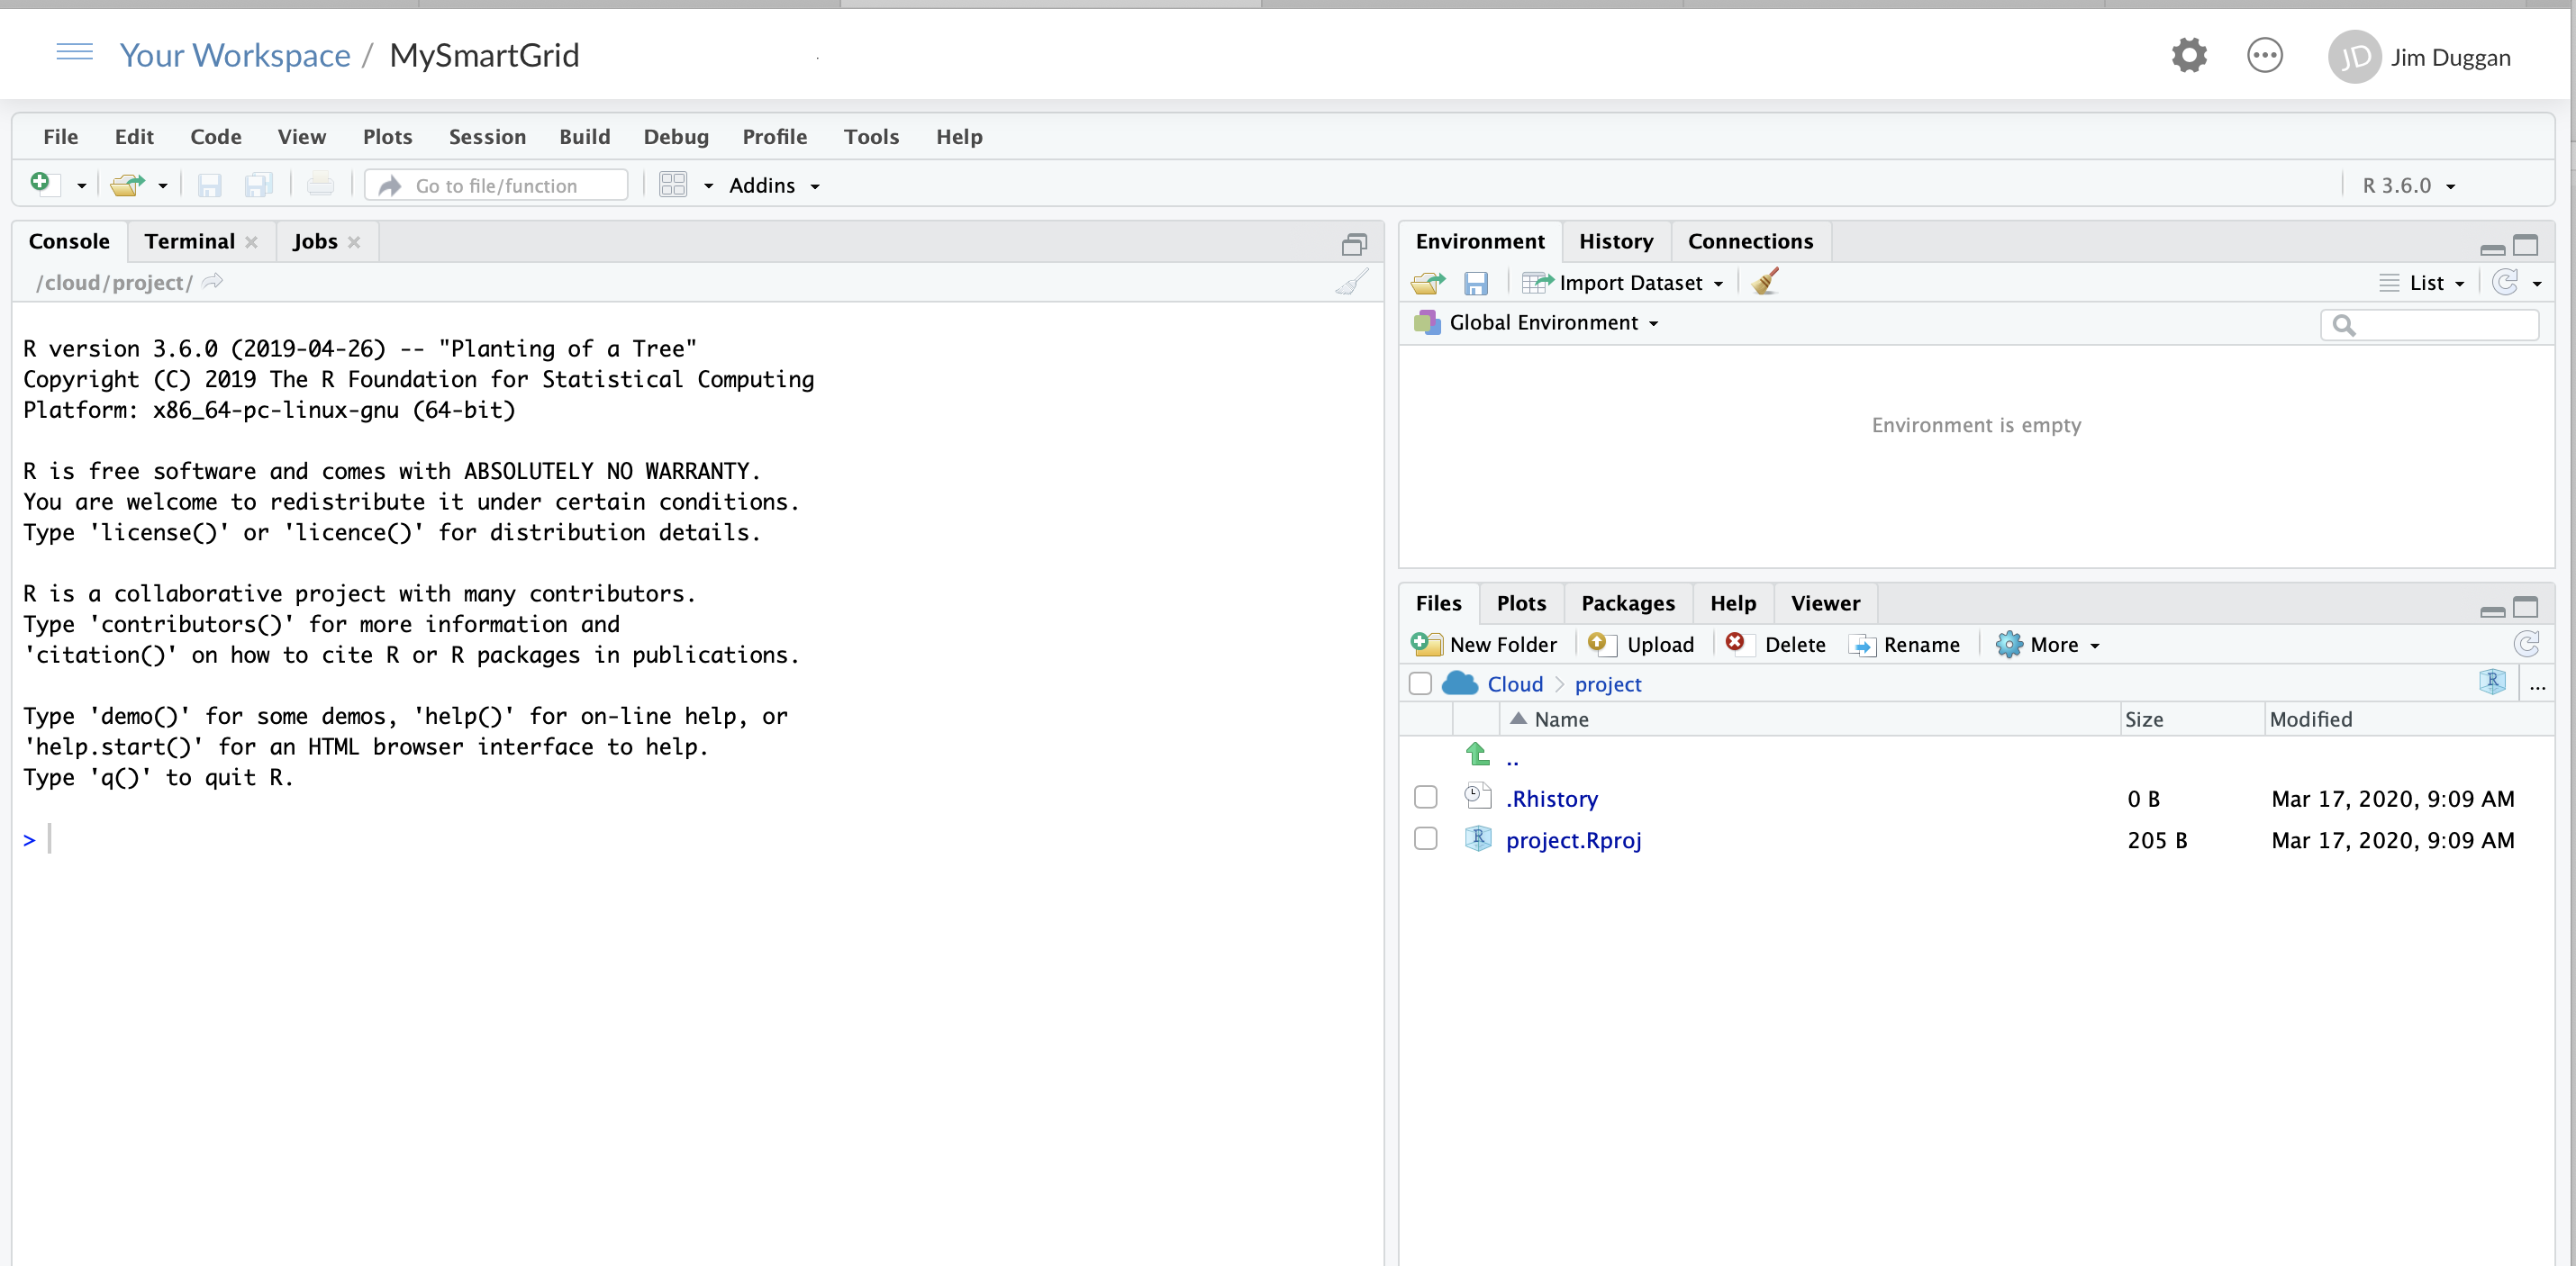 Your Workspace / MySmartGrid
JD Jim Duggan
File Edit Code View Plots Session Build Debug Profile Tools Help
Go to file/function Addins R 3.6.0
Console Terminal Jobs
/cloud/project/
R version 3.6.0 (2019-04-26) -- "Planting of a Tree"
Copyright (C) 2019 The R Foundation for Statistical Computing
Platform: x86_64-pc-linux-gnu (64-bit)
R is free software and comes with ABSOLUTELY NO WARRANTY.
You are welcome to redistribute it under certain conditions.
Type 'license()' or 'licence()' for distribution details.
R is a collaborative project with many contributors.
Type 'contributors()' for more information and
'citation()' on how to cite R or R packages in publications.
Type 'demo()' for some demos, 'help()' for on-line help, or
'help.start()' for an HTML browser interface to help.
Type 'q()' to quit R.
>
Environment History Connections
Import Dataset List
Global Environment
Environment is empty
Files Plots Packages Help Viewer
New Folder Upload Delete Rename More
Cloud > project R ...
Name Size Modified
..
.Rhistory 0 B Mar 17, 2020, 9:09 AM
R project.Rproj 205 B Mar 17, 2020, 9:09 AM